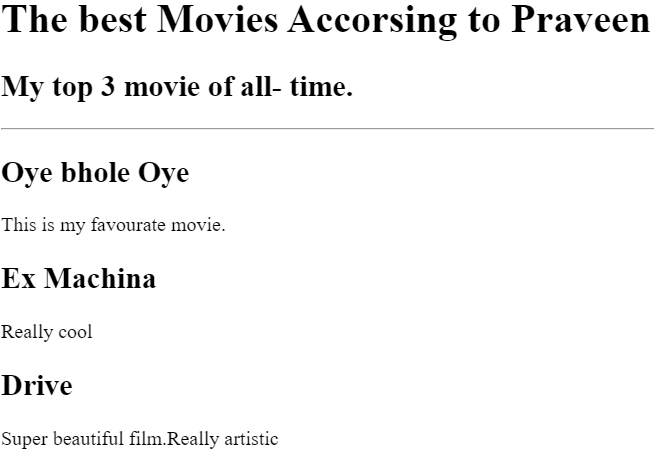 The best Movies Accorsing to Praveen
My top 3 movie of all- time.
Oye bhole Oye
This is my favourate movie.
Ex Machina
Really cool
Drive
Super beautiful film.Really artistic